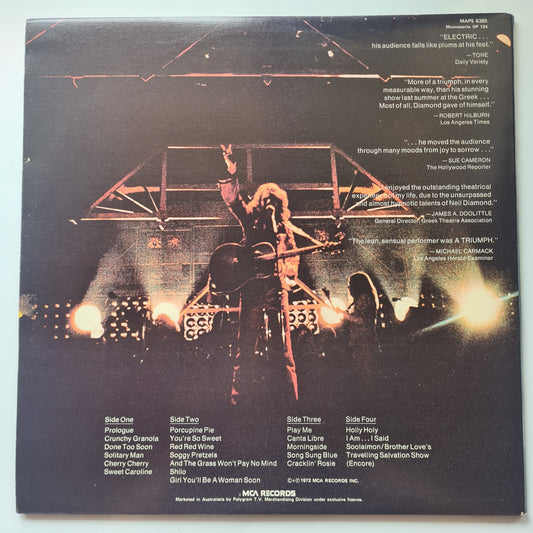 MAPS 6385
Musicassette DP 124
"ELECTRIC ...
his audience falls like plums at his feet."
— TONE
Daily Variety
"More of a triumph, in every
measurable way, than his stunning
show last summer at the Greek ...
Most of all, Diamond gave of himself."
— ROBERT HILBURN
Los Angeles Times
"... he moved the audience
through many moods from joy to sorrow ..."
— SUE CAMERON
The Hollywood Reporter
enjoyed the outstanding theatrical
experience of my life, due to the unsurpassed
and almost hypnotic talents of Neil Diamond."
— JAMES A. DOOLITTLE
General Director, Greek Theatre Association
"The lean, sensual performer was A TRIUMPH."
— MICHAEL CARMACK
Los Angeles Herald-Examiner
Side One
Prologue
Crunchy Granola
Done Too Soon
Solitary Man
Cherry Cherry
Sweet Caroline
Side Two
Porcupine Pie
You're So Sweet
Red Red Wine
Soggy Pretzels
And The Grass Won't Pay No Mind
Shilo
Girl You'll Be A Woman Soon
Side Three
Play Me
Canta Libre
Morningside
Song Sung Blue
Cracklin' Rosie
Side Four
Holly Holy
I Am ... I Said
Soolaimon/Brother Love's
Travelling Salvation Show
(Encore)
©+℗1972 MCA RECORDS INC.
MCA RECORDS
Marketed in Australasia by Polygram T.V. Merchandising Division under exclusive licence.